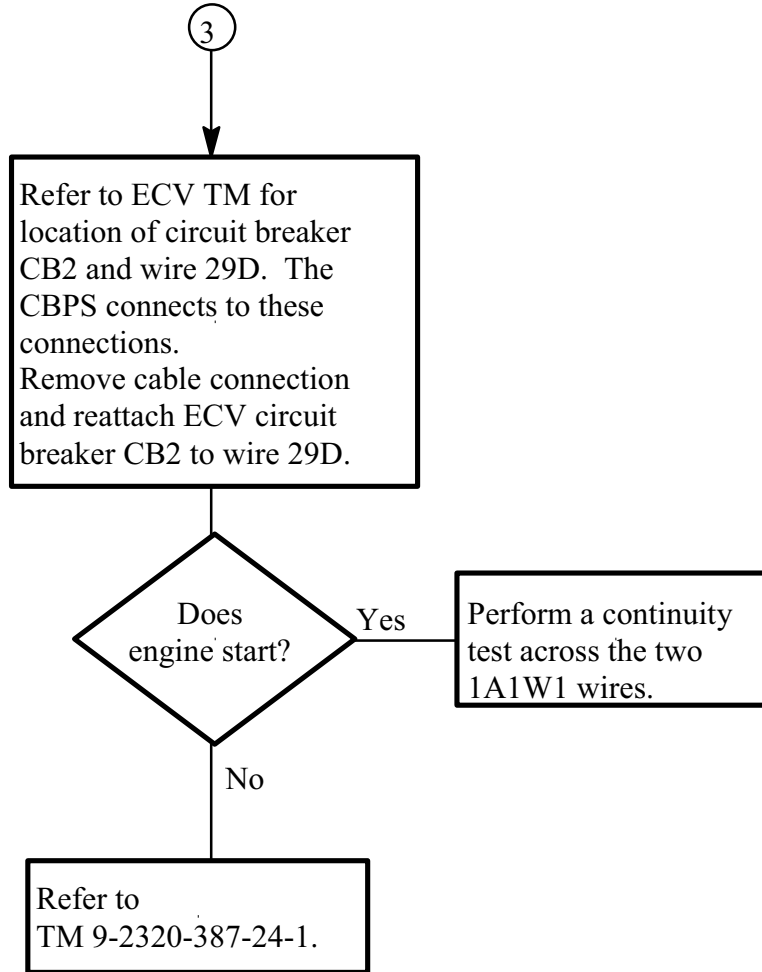 3
Refer to ECV TM for
location of circuit breaker
CB2 and wire 29D.  The
CBPS connects to these
connections.
Remove cable connection
and reattach ECV circuit
breaker CB2 to wire 29D.
Does
engine start?
Yes
Perform a continuity
test across the two
1A1W1 wires.
No
Refer to
TM 9-2320-387-24-1.